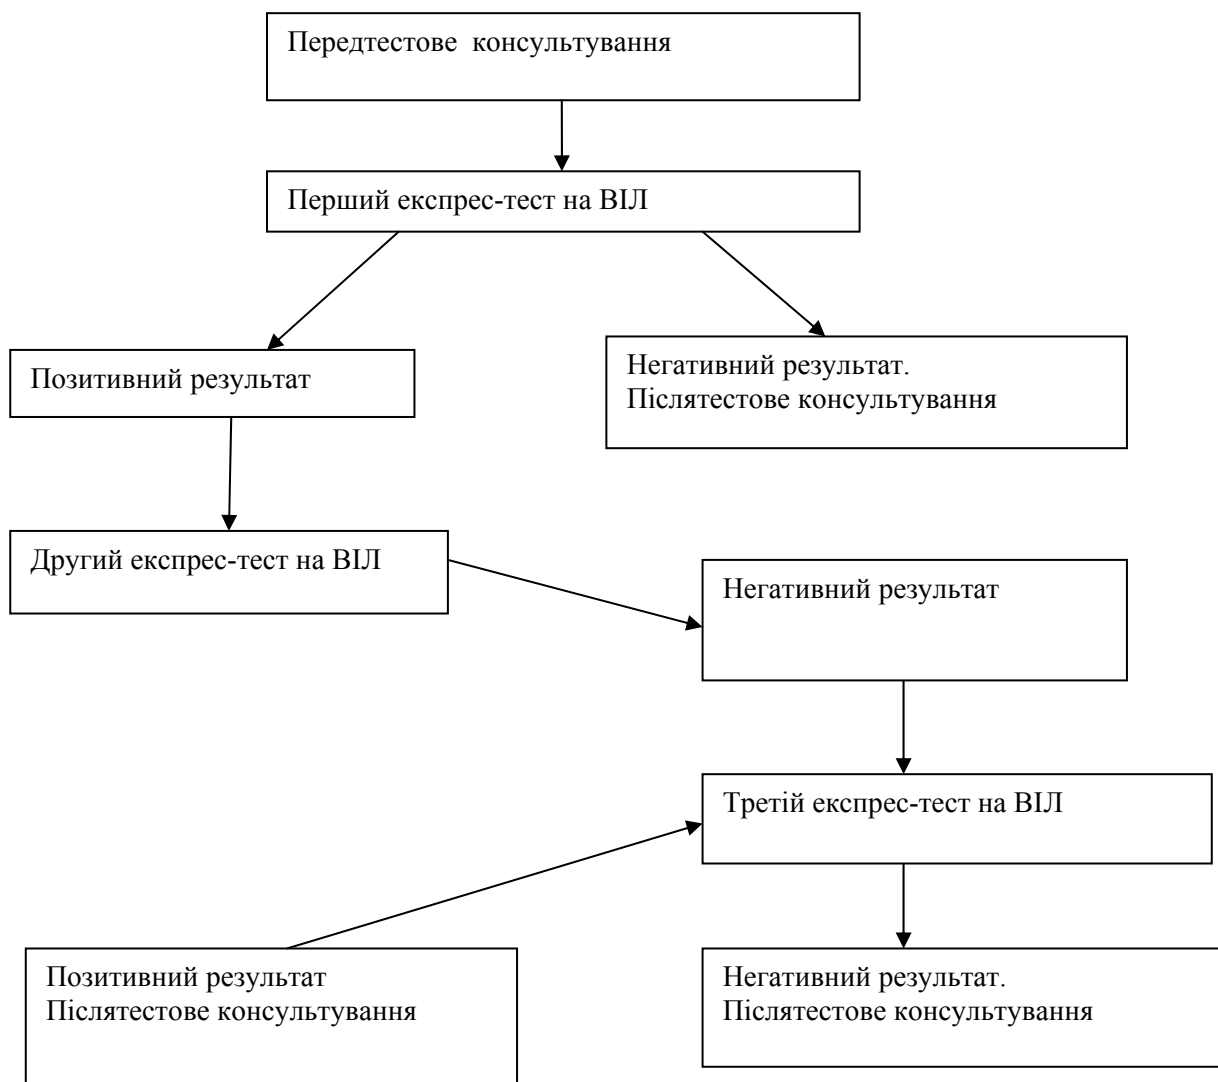 Передтестове  консультування
Перший експрес-тест на ВІЛ
Позитивний результат
Негативний результат.
Післятестове консультування
Другий експрес-тест на ВІЛ
Негативний результат
Третій експрес-тест на ВІЛ
Позитивний результат
Післятестове консультування
Негативний результат.
Післятестове консультування